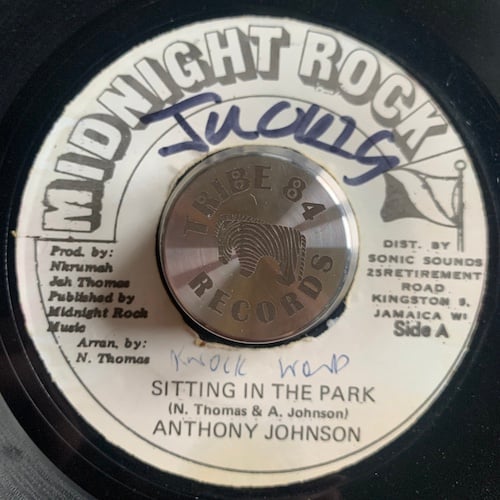 MIDNIGHT ROCK
TRIBE 84
RECORDS
Prod. by:
Nkrumah
Jah Thomas
Published by
Midnight Rock
Music
Arran. by:
N. Thomas
DIST. BY
SONIC SOUNDS
25RETIREMENT
ROAD
KINGSTON 5,
JAMAICA WI
Side A
KNOCK
SITTING IN THE PARK
(N. Thomas & A. Johnson)
ANTHONY JOHNSON